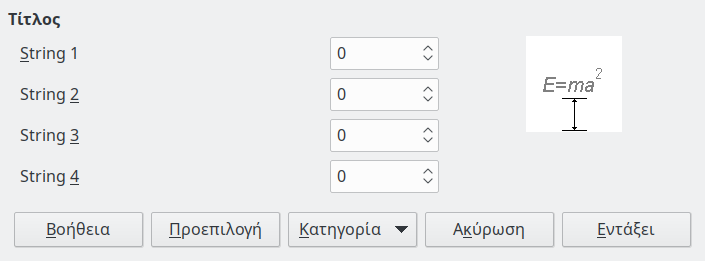 Τίτλος
String 1 0
String 2 0
String 3 0
String 4 0
E=ma²
Βοήθεια Προεπιλογή Κατηγορία Ακύρωση Εντάξει